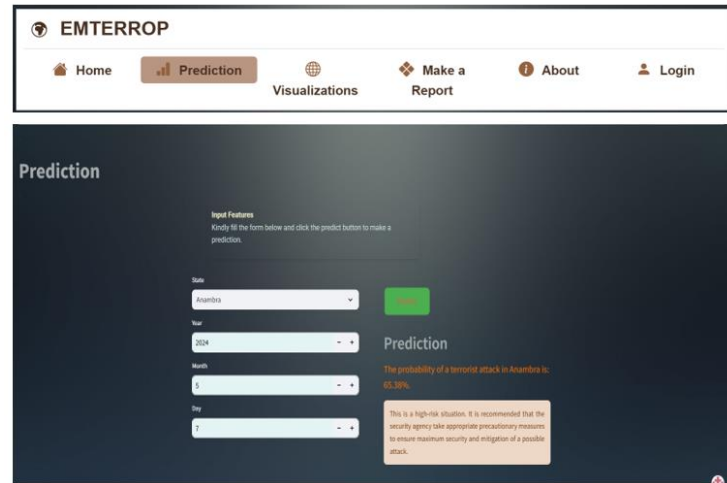 EMTERROP
Home
Prediction
Visualizations
Make a
Report
About
Login
Prediction
Input Features
Kindly fill the form below and click the predict button to make a
prediction.
State
Anambra
Year
2024
- +
Month
5
- +
Day
7
- +
Prediction
The probability of a terrorist attack in Anambra is:
65.38%.
This is a high-risk situation. It is recommended that the
security agency take appropriate precautionary measures
to ensure maximum security and mitigation of a possible
attack.